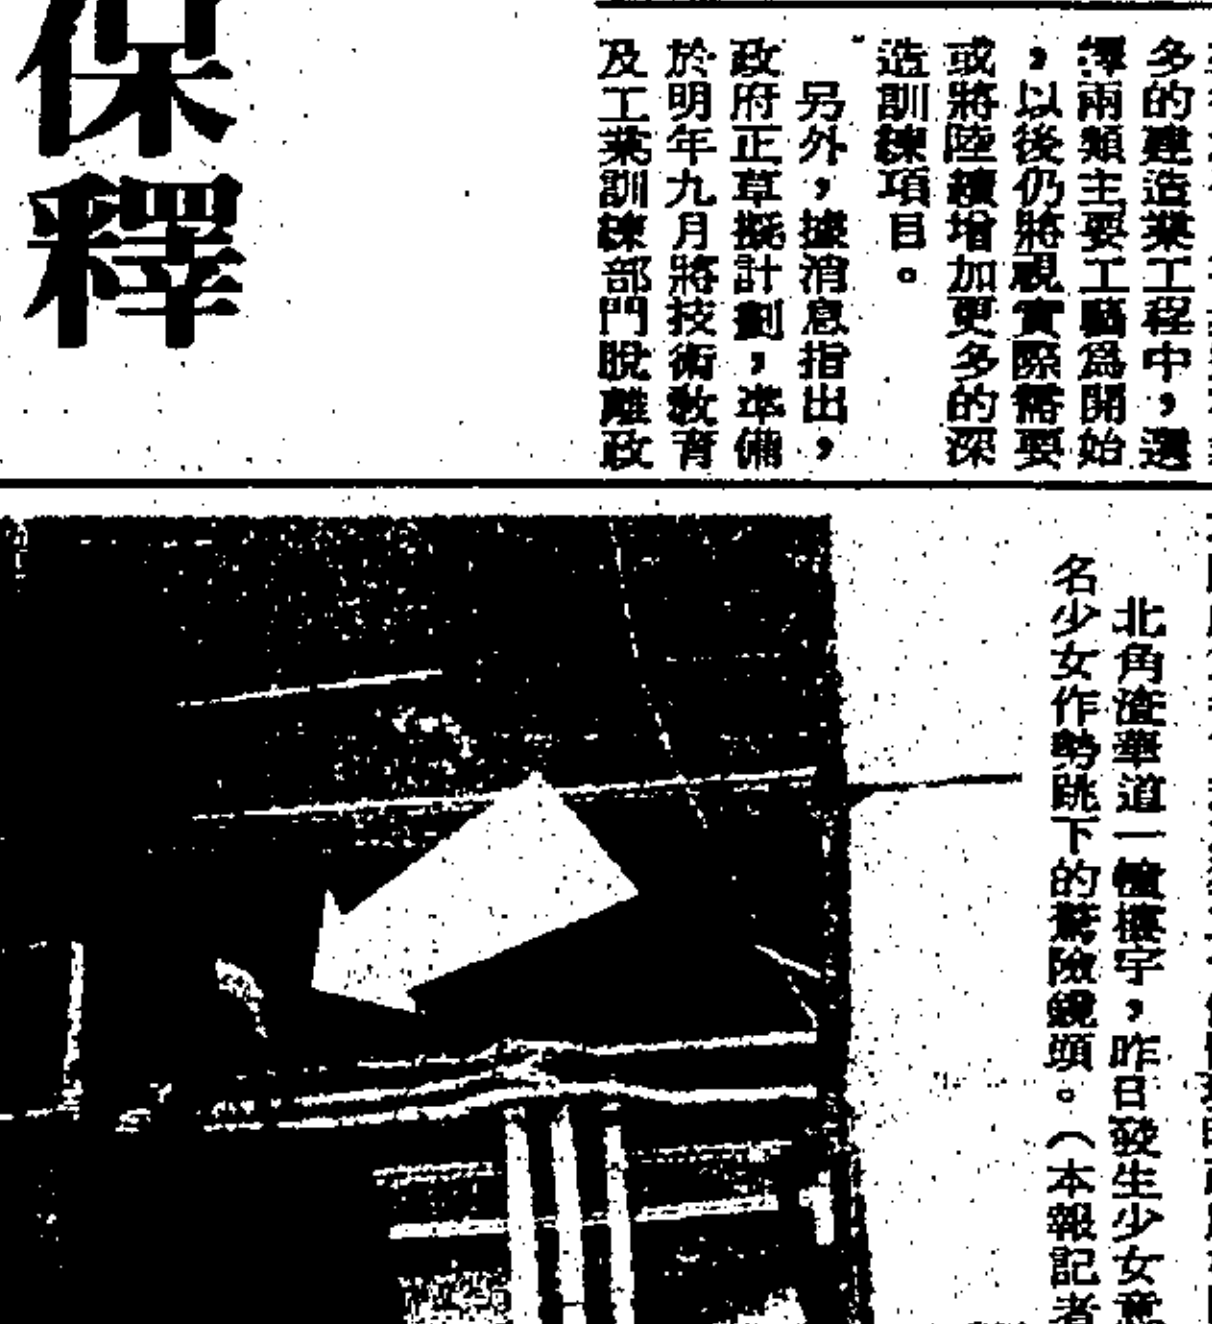 多的建造業工程中,選
擇兩類主要工藝爲開始
,以後仍將視實際需要
或將陸續增加更多的深
造訓練項目。
另外,據消息指出,
政府正草擬計劃,準備
於明年九月將技術教育
及工業訓練部門脫離政
保釋
北角渣華道一幢樓宇,昨日發生少女意
名少女作勢跳下的驚險鏡頭。(本報記者